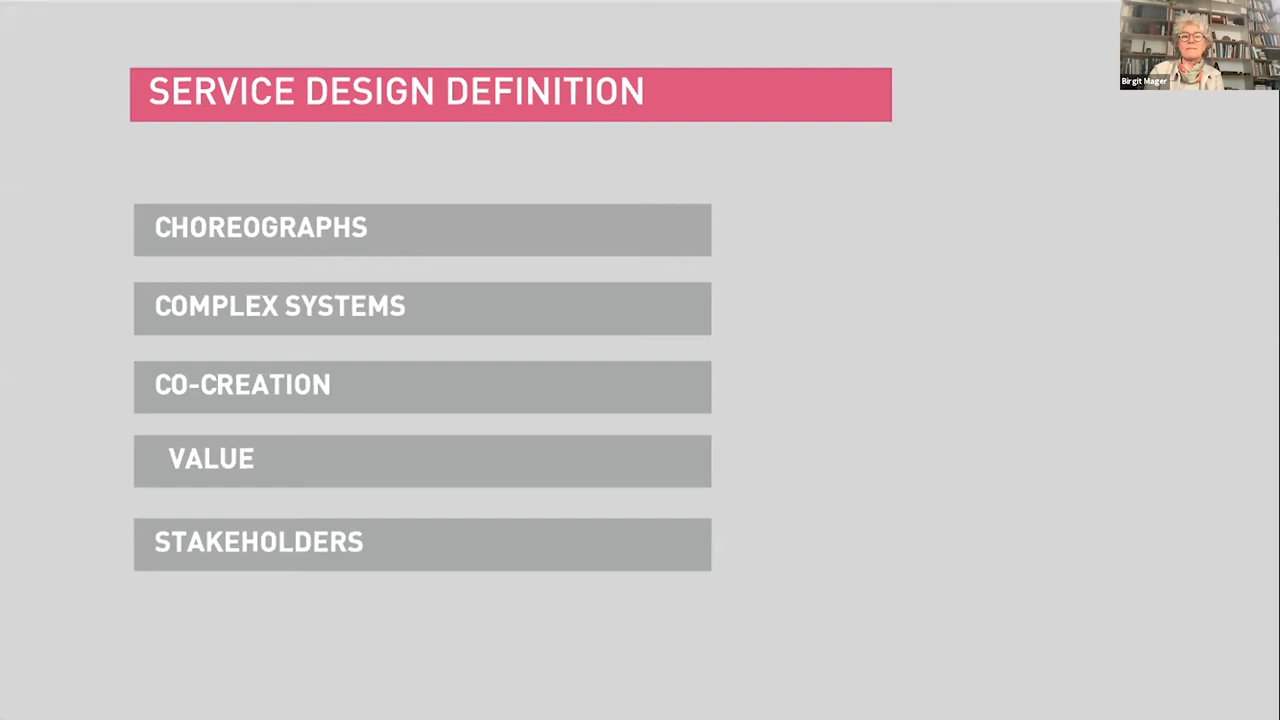 SERVICE DESIGN DEFINITION
Birgit Mager
CHOREOGRAPHS
COMPLEX SYSTEMS
CO-CREATION
VALUE
STAKEHOLDERS